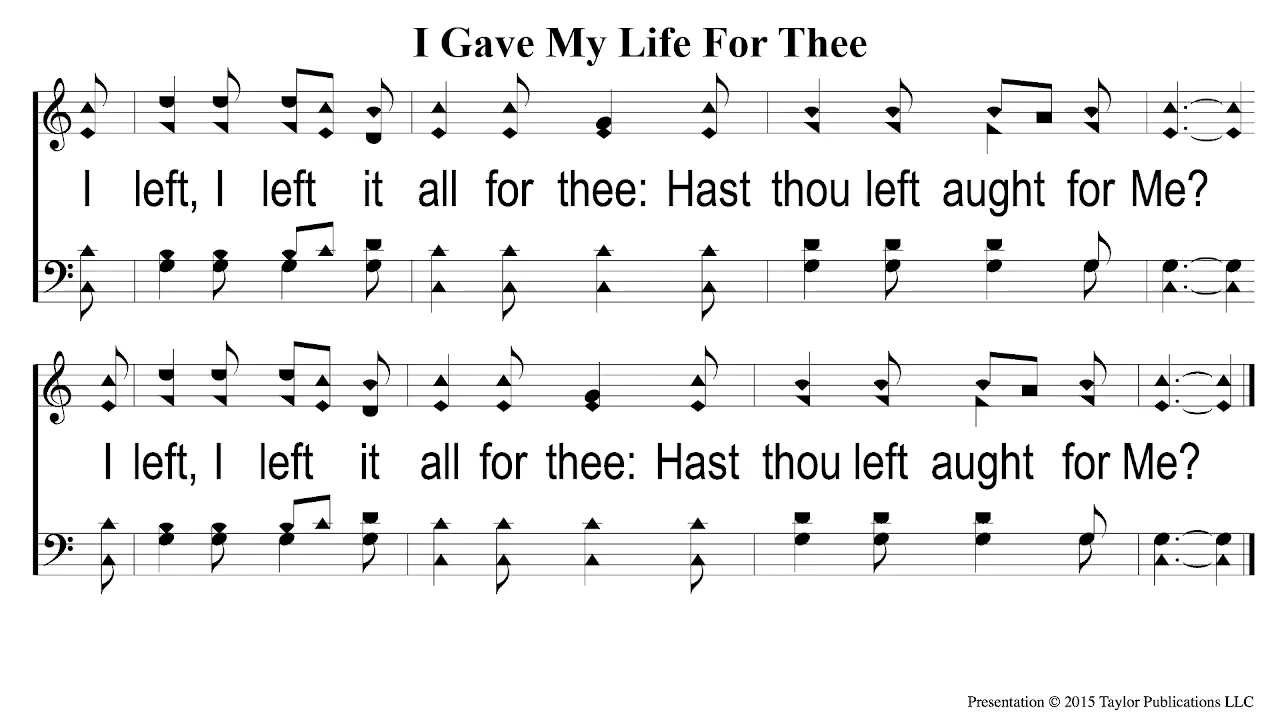 I Gave My Life For Thee
I left, I left it all for thee: Hast thou left aught for Me?
I left, I left it all for thee: Hast thou left aught for Me?
Presentation © 2015 Taylor Publications LLC